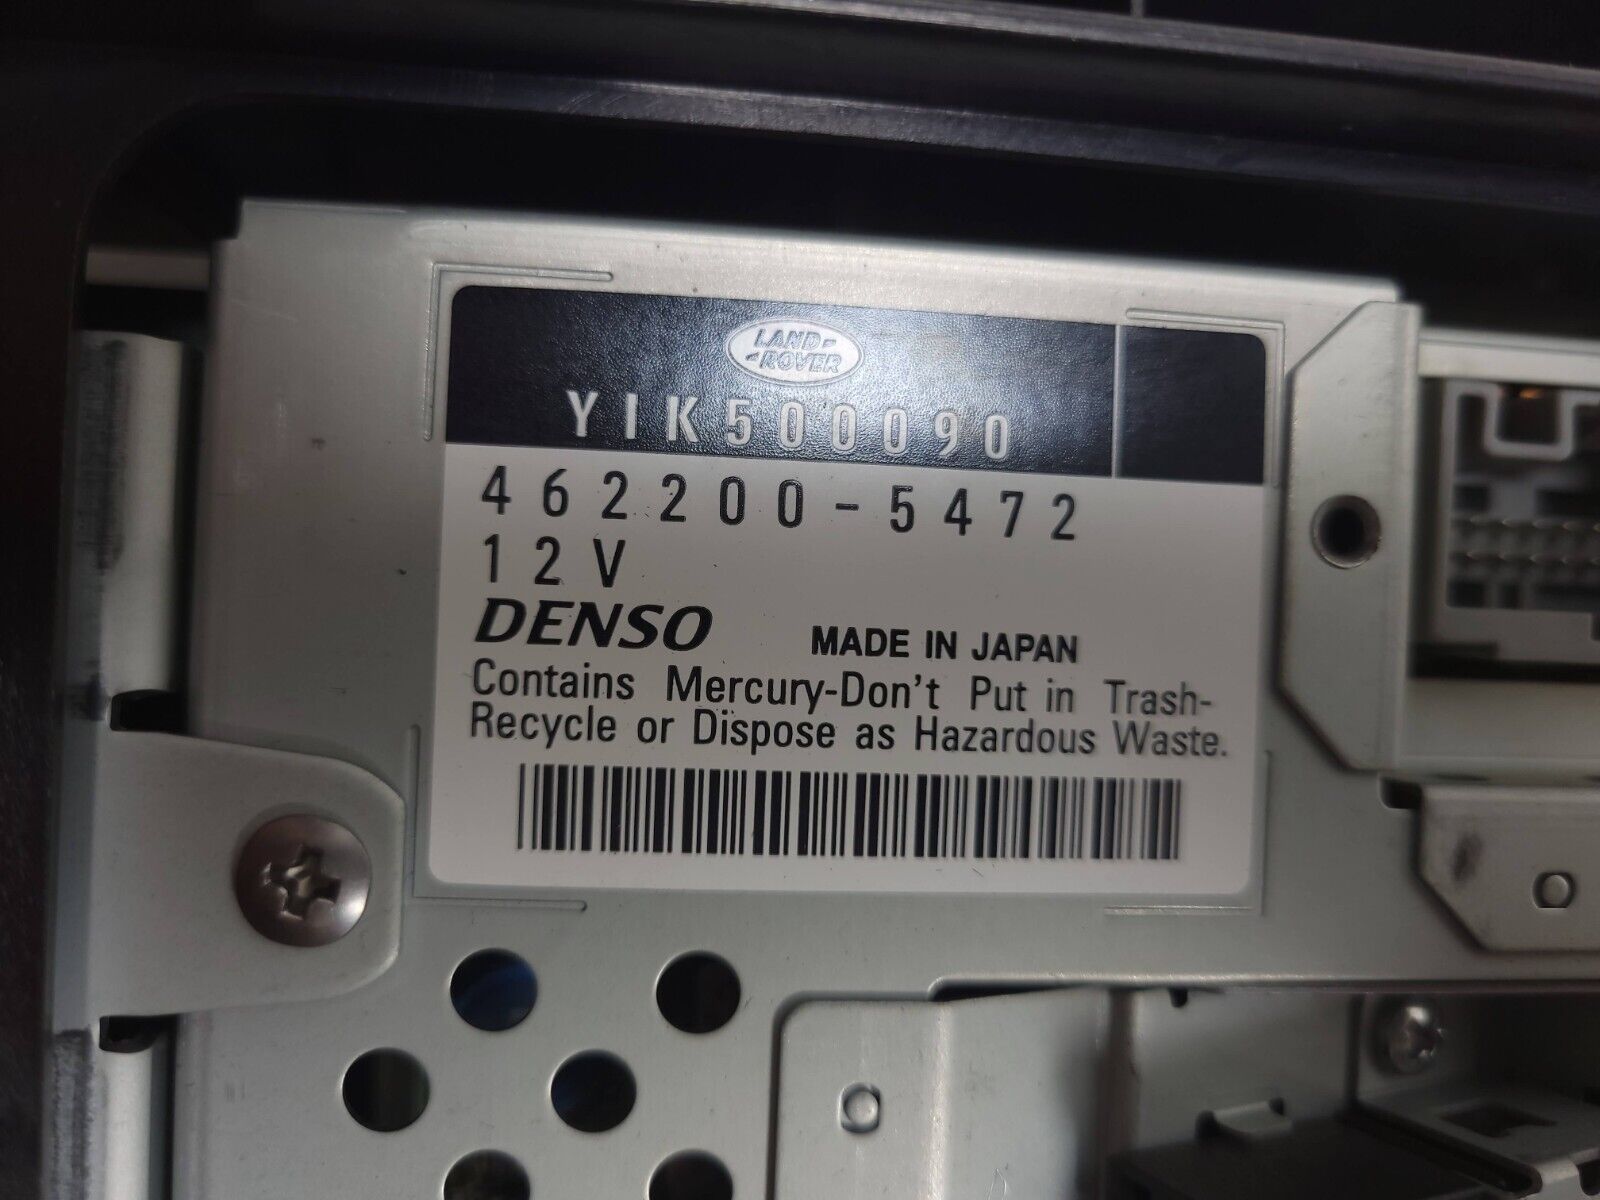 LAND-
-ROVER
YIK500090
462200-5472
12V
DENSO MADE IN JAPAN
Contains Mercury-Don't Put in Trash-
Recycle or Dispose as Hazardous Waste.